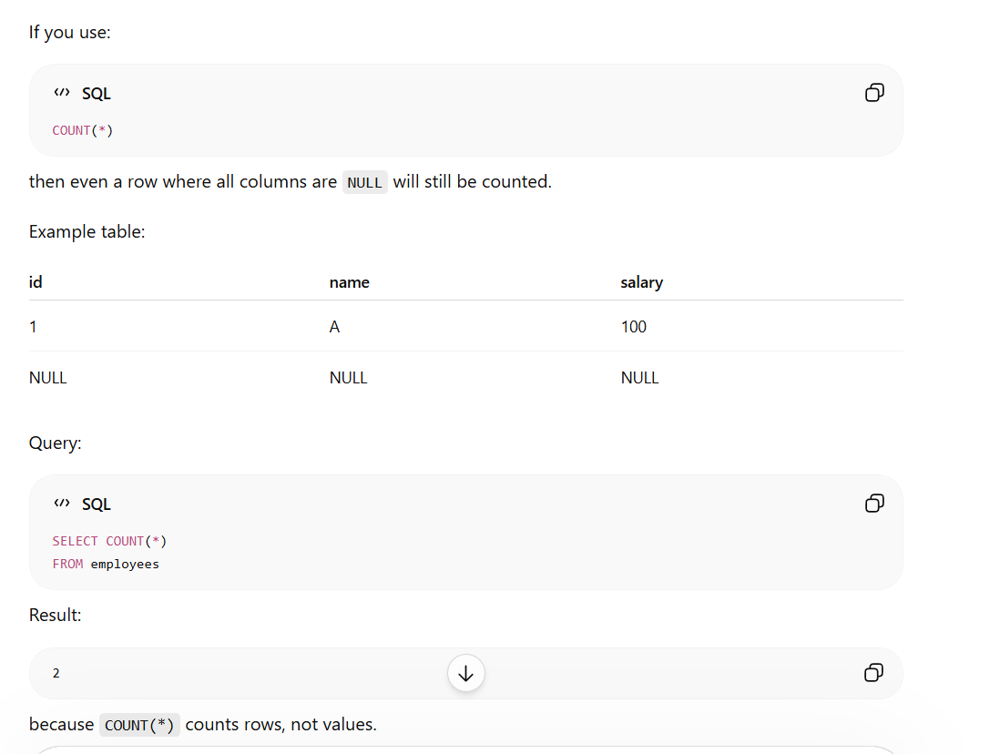 If you use:
SQL
COUNT(*)
then even a row where all columns are NULL will still be counted.
Example table:
id name salary
1 A 100
NULL NULL NULL
Query:
SQL
SELECT COUNT(*)
FROM employees
Result:
2
because COUNT(*) counts rows, not values.